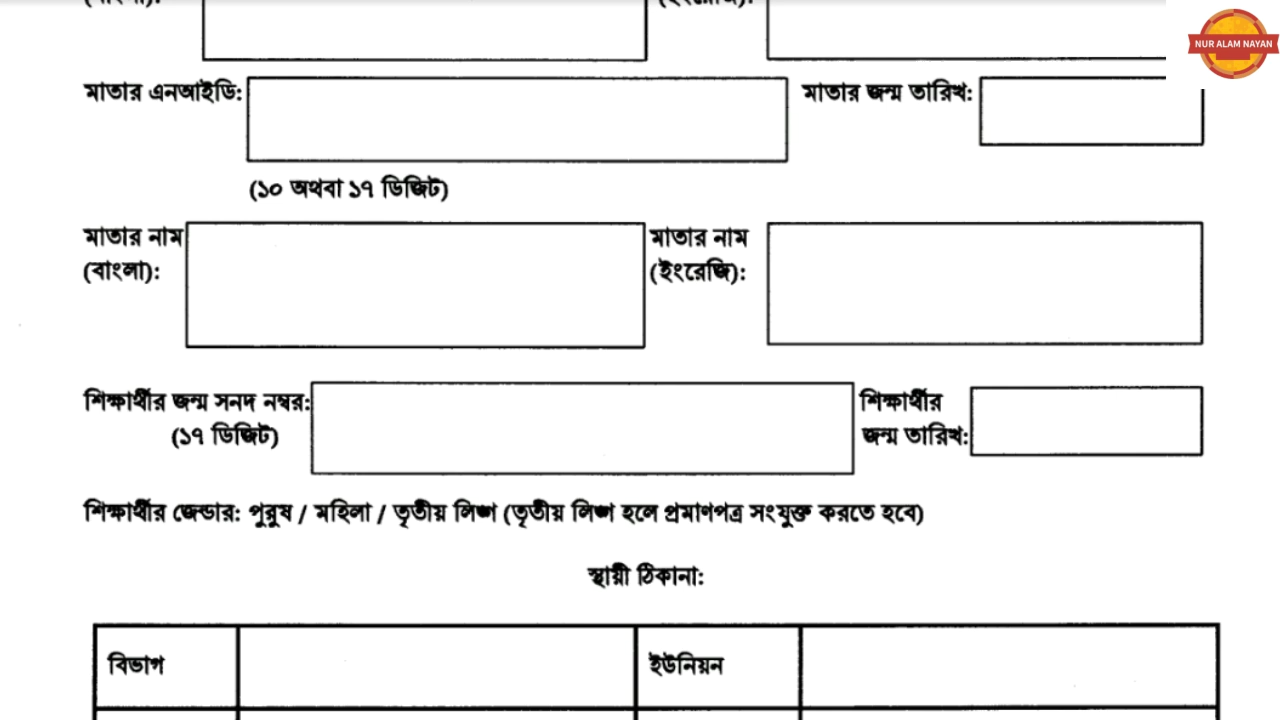 (বাংলা): (ইংরেজি):
NUR ALAM NAYAN
মাতার এনআইডি: মাতার জন্ম তারিখ:
(১০ অথবা ১৭ ডিজিট)
মাতার নাম (বাংলা): মাতার নাম (ইংরেজি):
শিক্ষার্থীর জন্ম সনদ নম্বর: (১৭ ডিজিট) শিক্ষার্থীর জন্ম তারিখ:
শিক্ষার্থীর জেন্ডার: পুরুষ / মহিলা / তৃতীয় লিঙ্গ (তৃতীয় লিঙ্গ হলে প্রমাণপত্র সংযুক্ত করতে হবে)
স্থায়ী ঠিকানা:
বিভাগ ইউনিয়ন